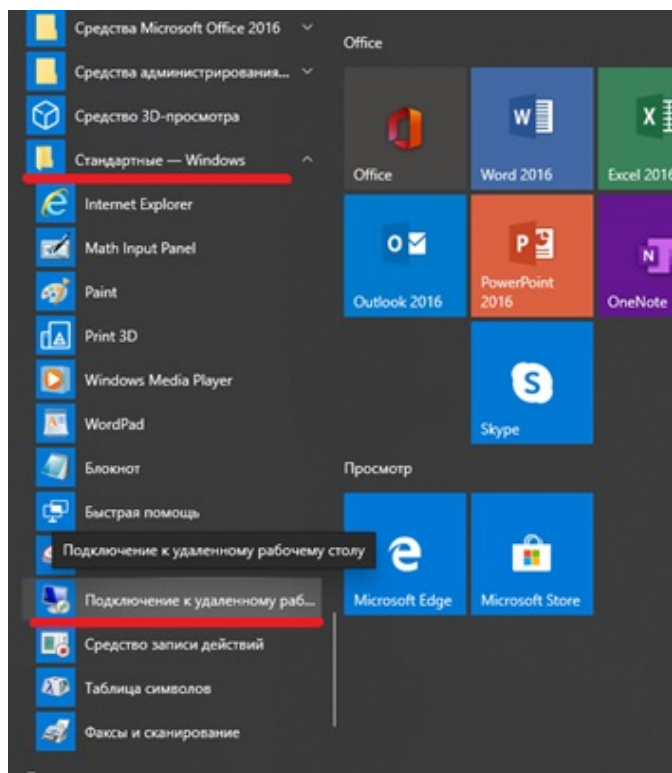 Средства Microsoft Office 2016
Средства администрирования...
Средство 3D-просмотра
Стандартные — Windows
Internet Explorer
Math Input Panel
Paint
Print 3D
Windows Media Player
WordPad
Блокнот
Быстрая помощь
Подключение к удаленному рабочему столу
Подключение к удаленному раб...
Средство записи действий
Таблица символов
Факсы и сканирование
Office
Office
Word 2016
Excel 2016
Outlook 2016
PowerPoint
2016
OneNote
Skype
Просмотр
Microsoft Edge
Microsoft Store